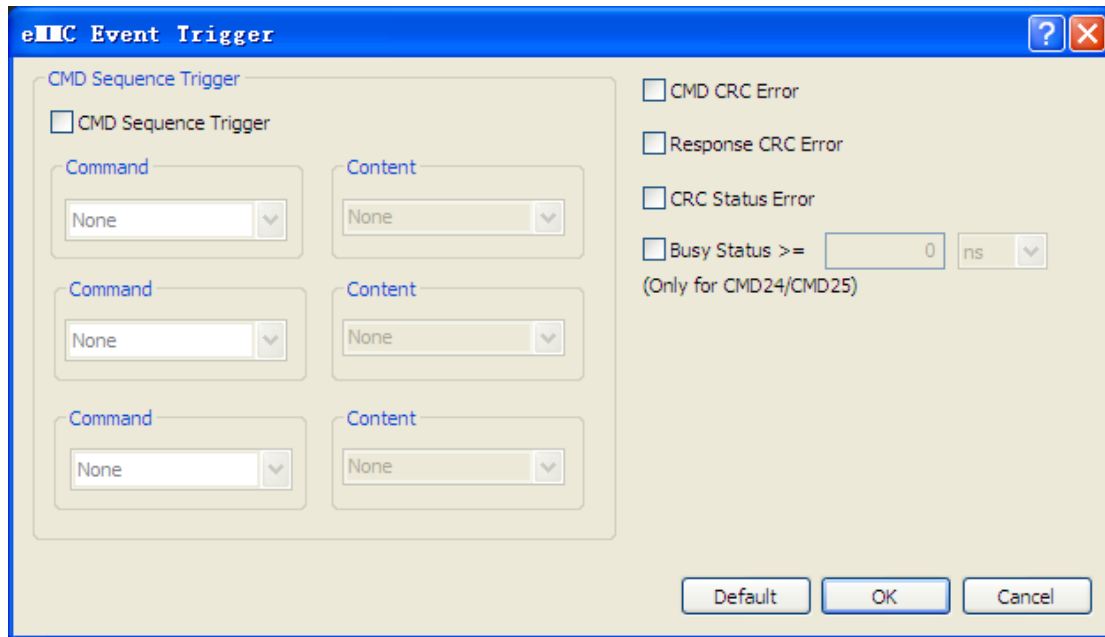 eMMC Event Trigger
CMD Sequence Trigger
CMD Sequence Trigger
Command
Content
None
None
Command
Content
None
None
Command
Content
None
None
CMD CRC Error
Response CRC Error
CRC Status Error
Busy Status >= 0 ns
(Only for CMD24/CMD25)
Default OK Cancel